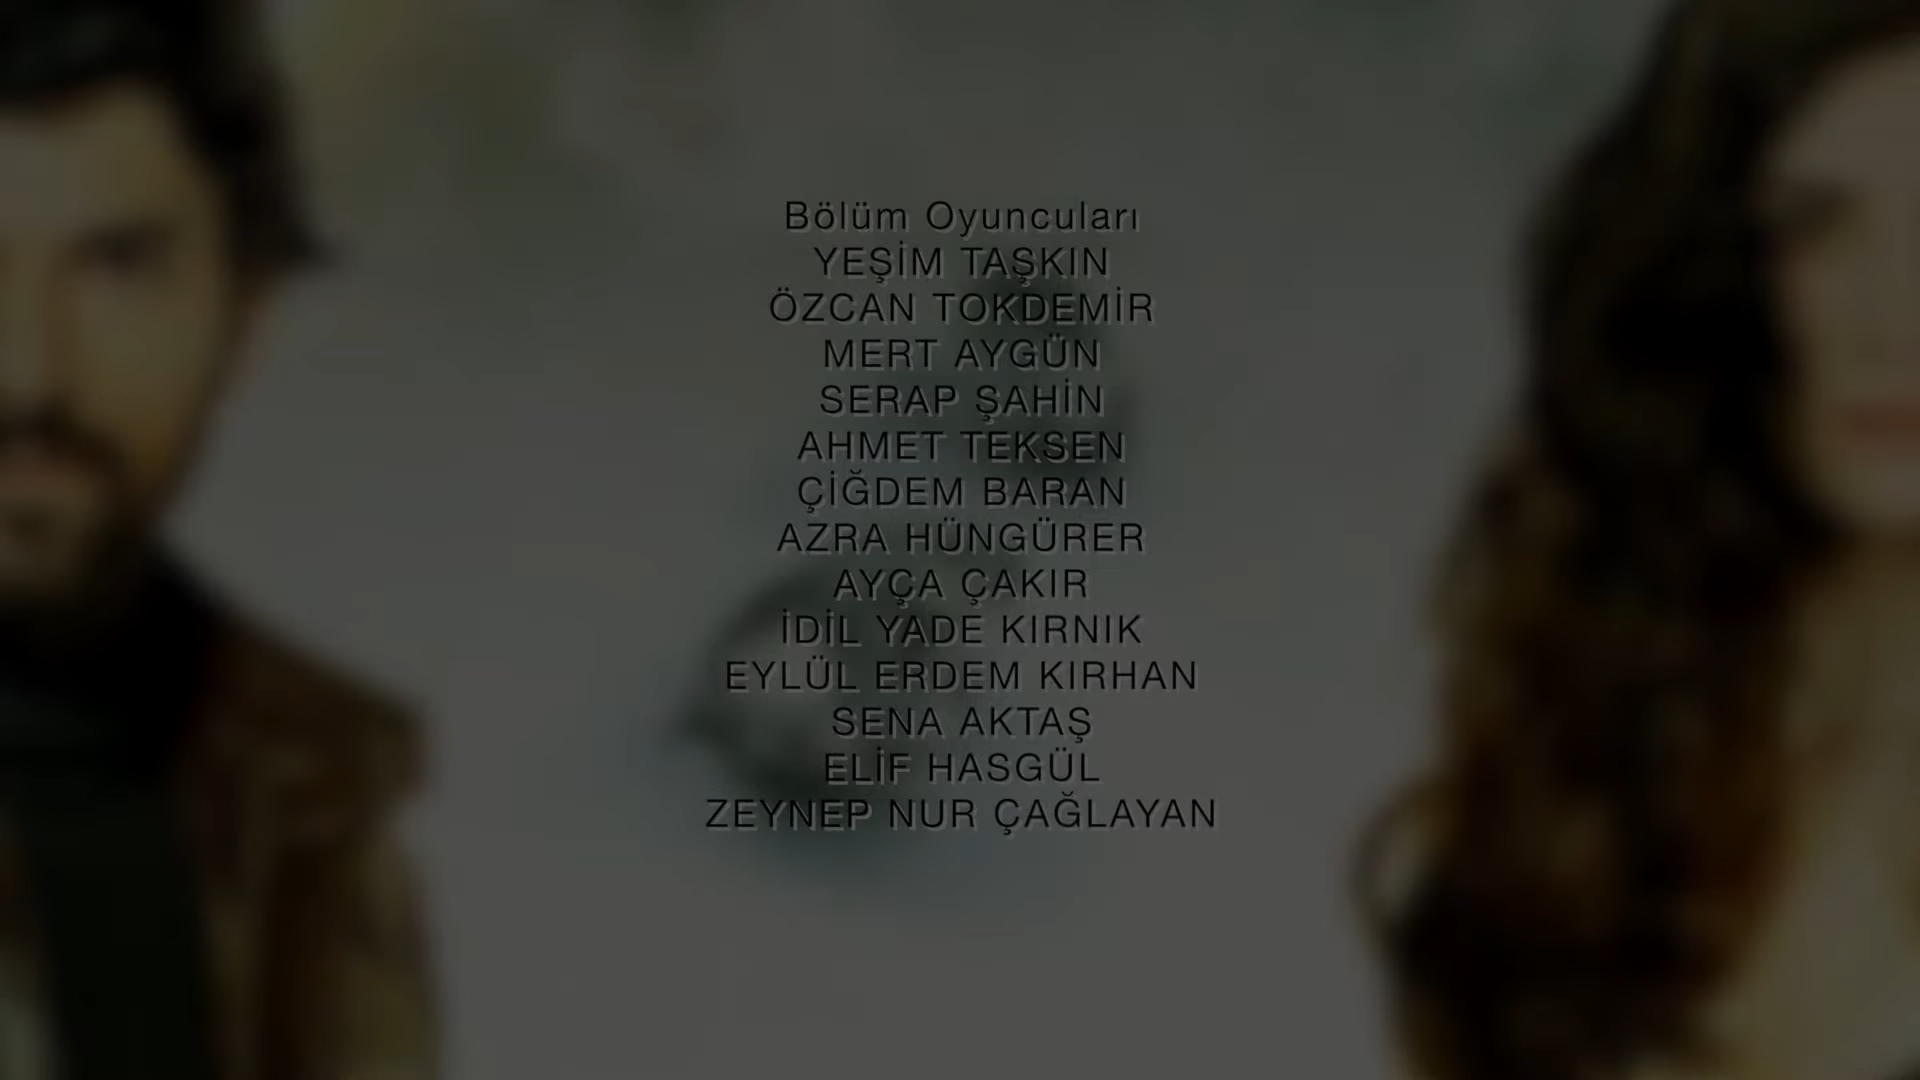 Bölüm Oyuncuları
YEŞİM TAŞKIN
ÖZCAN TOKDEMİR
MERT AYGÜN
SERAP ŞAHİN
AHMET TEKSEN
ÇİĞDEM BARAN
AZRA HÜNGÜRER
AYÇA ÇAKIR
İDİL YADE KIRNIK
EYLÜL ERDEM KIRHAN
SENA AKTAŞ
ELİF HASGÜL
ZEYNEP NUR ÇAĞLAYAN